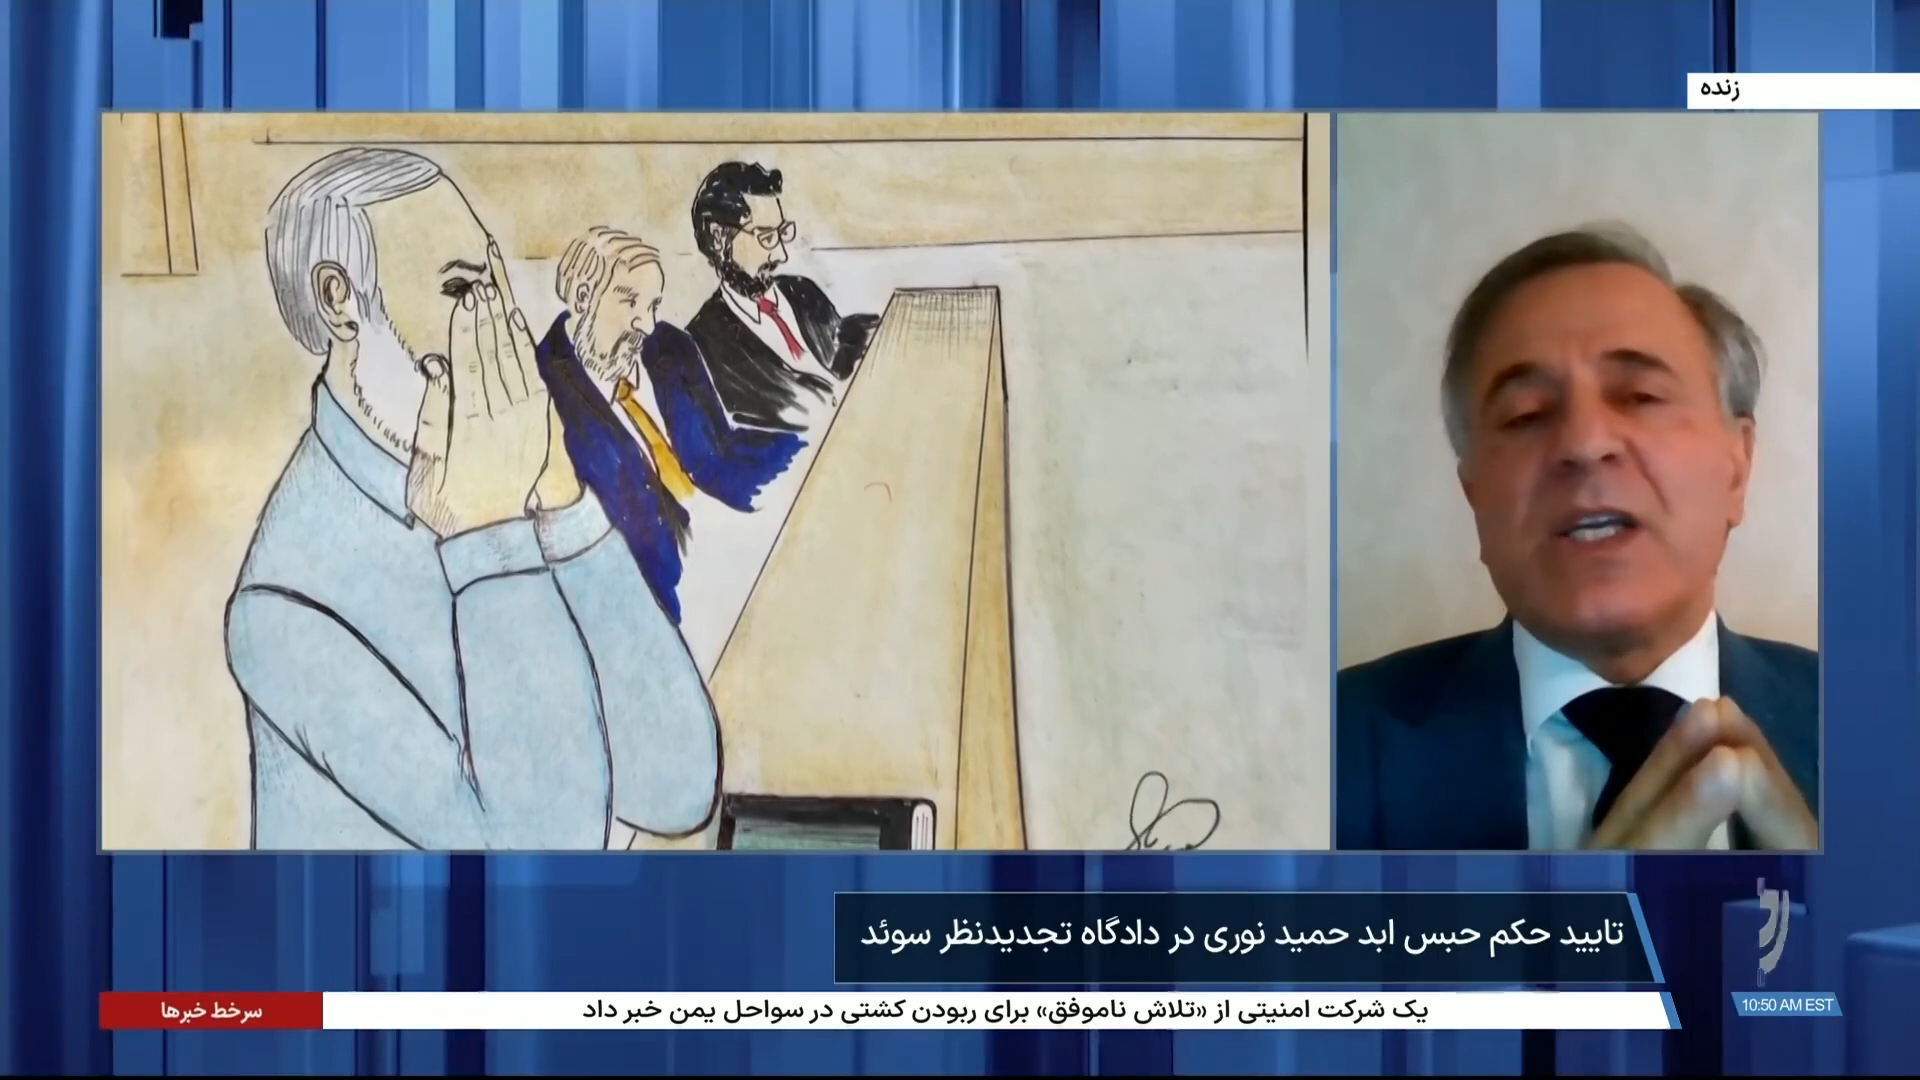 زنده
تایید حکم حبس ابد حمید نوری در دادگاه تجدیدنظر سوئد
سرخط خبرها
یک شرکت امنیتی از «تلاش ناموفق» برای ربودن کشتی در سواحل یمن خبر داد
10:50 AM EST